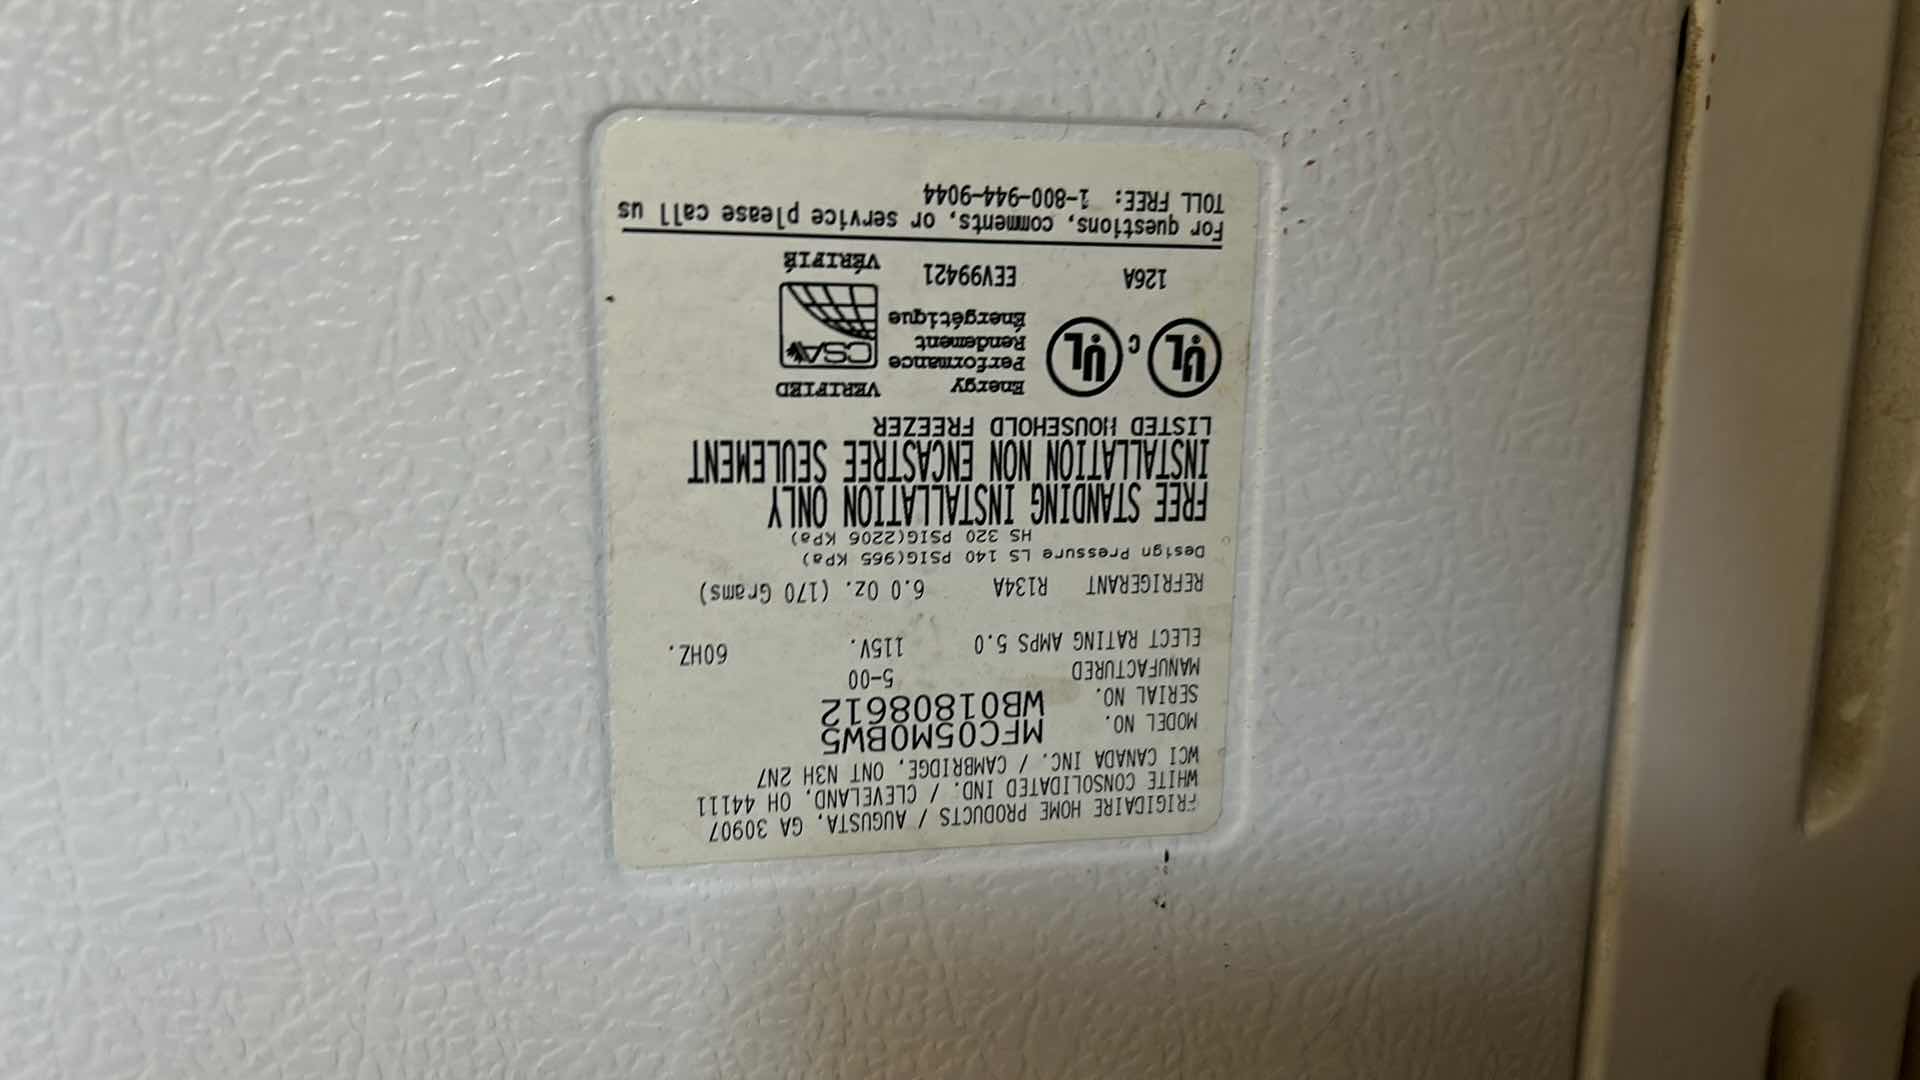 FRIGIDAIRE HOME PRODUCTS / AUGUSTA, GA 30907
WHITE CONSOLIDATED IND. / CLEVELAND, OH 44111
WCI CANADA INC. / CAMBRIDGE, ONT N3H 2N7
MODEL NO. MFC05M0BW5
SERIAL NO. WB01808612
MANUFACTURED 5-00
ELECT RATING AMPS 5.0 115V. 60HZ.
REFRIGERANT R134A 6.0 Oz. (170 Grams)
Design Pressure LS 140 PSIG(965 KPa)
HS 320 PSIG(2206 KPa)
FREE STANDING INSTALLATION ONLY
INSTALLATION NON ENCASTREE SEULEMENT
LISTED HOUSEHOLD FREEZER
UL C UL
Energy
Performance
Rendement
Énergétique
VERIFIED
CSA
VÉRIFIÉ
126A EEV99421
For questions, comments, or service please call us
TOLL FREE: 1-800-944-9044